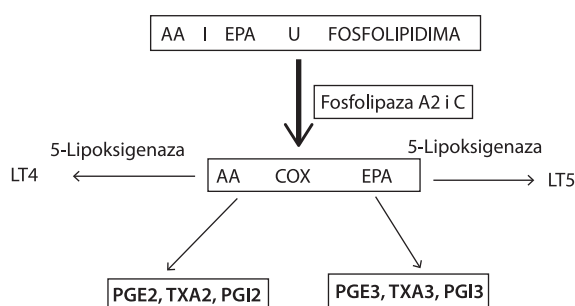 AA I EPA U FOSFOLIPIDIMA
Fosfolipaza A2 i C
5-Lipoksigenaza
5-Lipoksigenaza
LT4
AA COX EPA
LT5
PGE2, TXA2, PGI2
PGE3, TXA3, PGI3